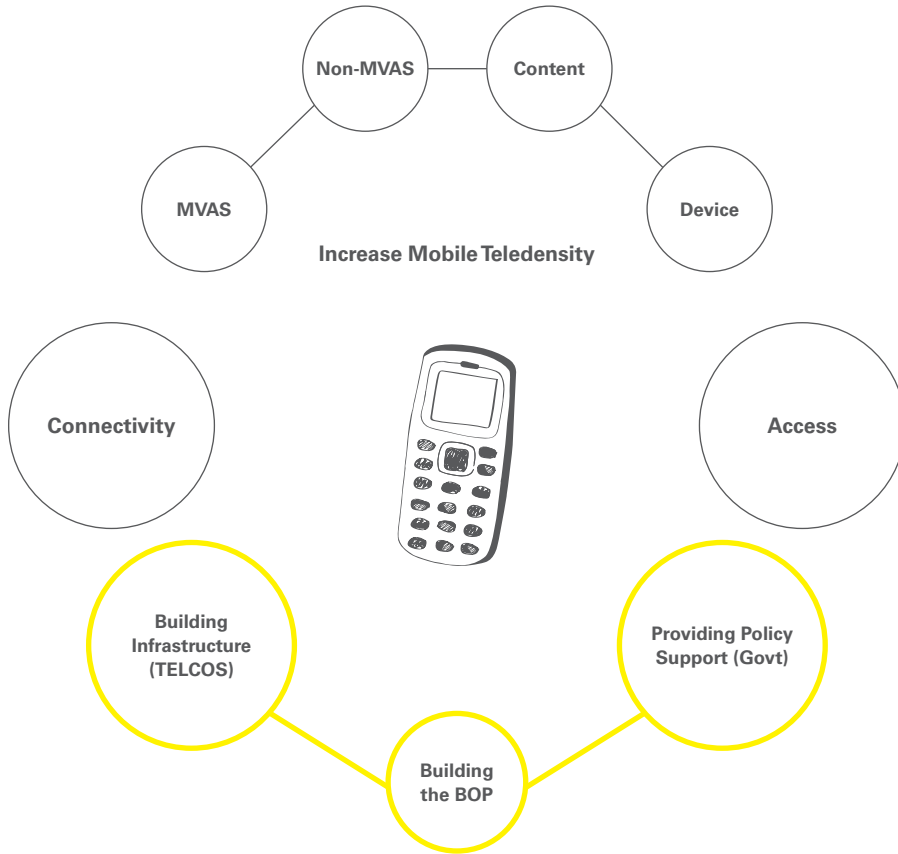 Non-MVAS
Content
MVAS
Device
Increase Mobile Teledensity
Connectivity
Access
Building
Infrastructure
(TELCOS)
Providing Policy
Support (Govt)
Building
the BOP